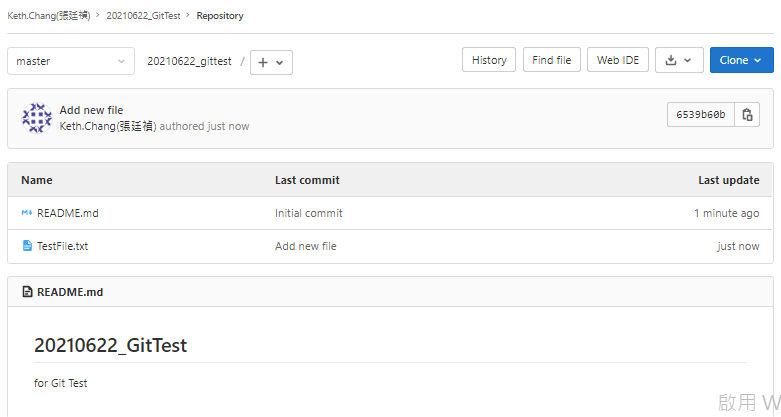 Keth.Chang(張廷禎) > 20210622_GitTest > Repository
master 20210622_gittest / + History Find file Web IDE Clone
Add new file
Keth.Chang(張廷禎) authored just now
6539b60b
Name Last commit Last update
README.md Initial commit 1 minute ago
TestFile.txt Add new file just now
README.md
20210622_GitTest
for Git Test
啟用 W